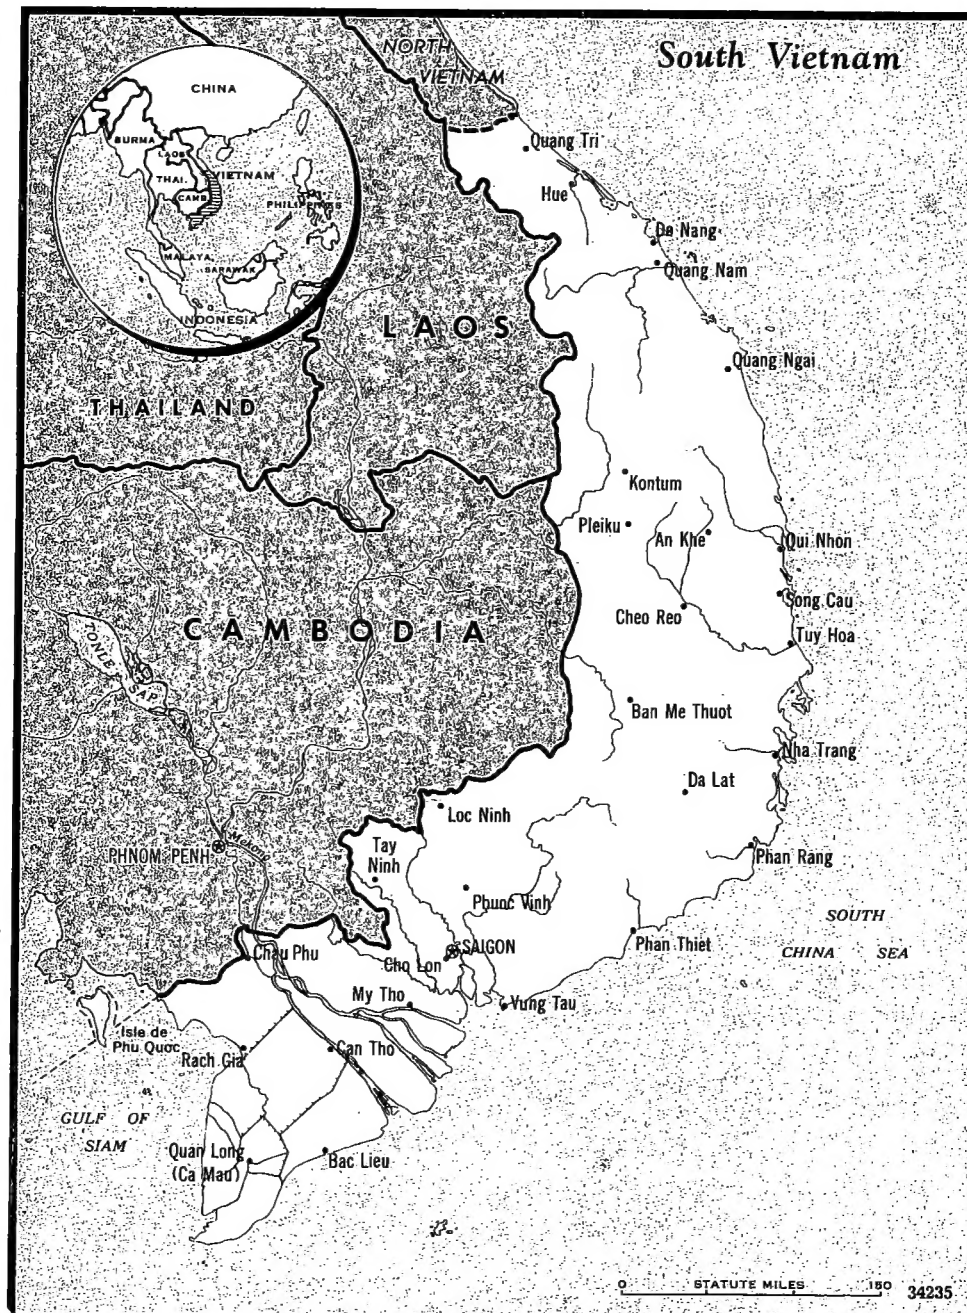 South Vietnam
NORTH
VIETNAM
CHINA
BURMA
LAOS
THAI.
VIETNAM
CAMB.
PHILIPPINES
MALAYA
SARAWAK
INDONESIA
Quang Tri
Hue
Da Nang
Quang Nam
LAOS
Quang Ngai
THAILAND
Kontum
Pleiku
An Khe
Qui Nhon
Song Cau
Cheo Reo
Tuy Hoa
CAMBODIA
TONLE SAP
Ban Me Thuot
Nha Trang
Da Lat
Loc Ninh
Mekong
PHNOM PENH
Tay
Ninh
Phan Rang
Phuoc Vinh
SOUTH
CHINA SEA
Phan Thiet
SAIGON
Cho Lon
Chau Phu
My Tho
Vung Tau
Isle de
Phu Quoc
Rach Gia
Can Tho
GULF OF
SIAM
Quan Long
(Ca Mau)
Bac Lieu
0 STATUTE MILES 150
34235